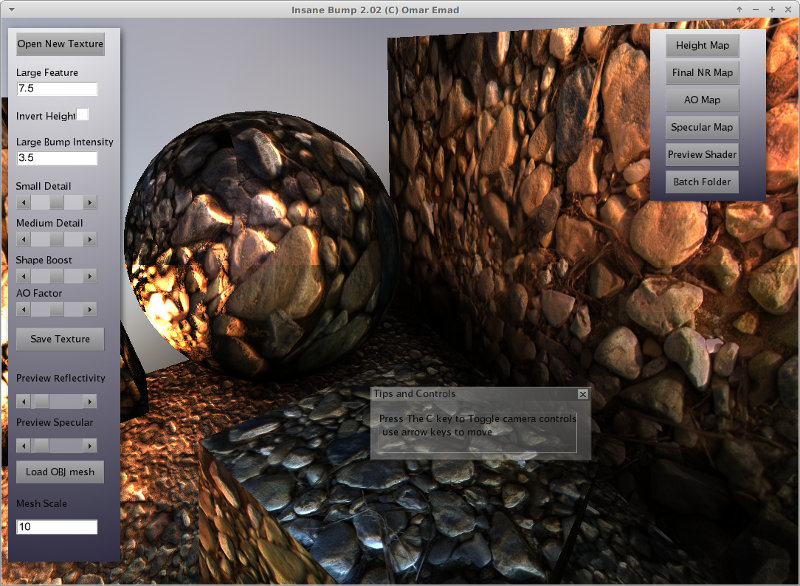 Insane Bump 2.02 (C) Omar Emad
Open New Texture
Large Feature
7.5
Invert Height
Large Bump Intensity
3.5
Small Detail
Medium Detail
Shape Boost
AO Factor
Save Texture
Preview Reflectivity
Preview Specular
Load OBJ mesh
Mesh Scale
10
Height Map
Final NR Map
AO Map
Specular Map
Preview Shader
Batch Folder
Tips and Controls
Press The C key to Toggle camera controls
use arrow keys to move